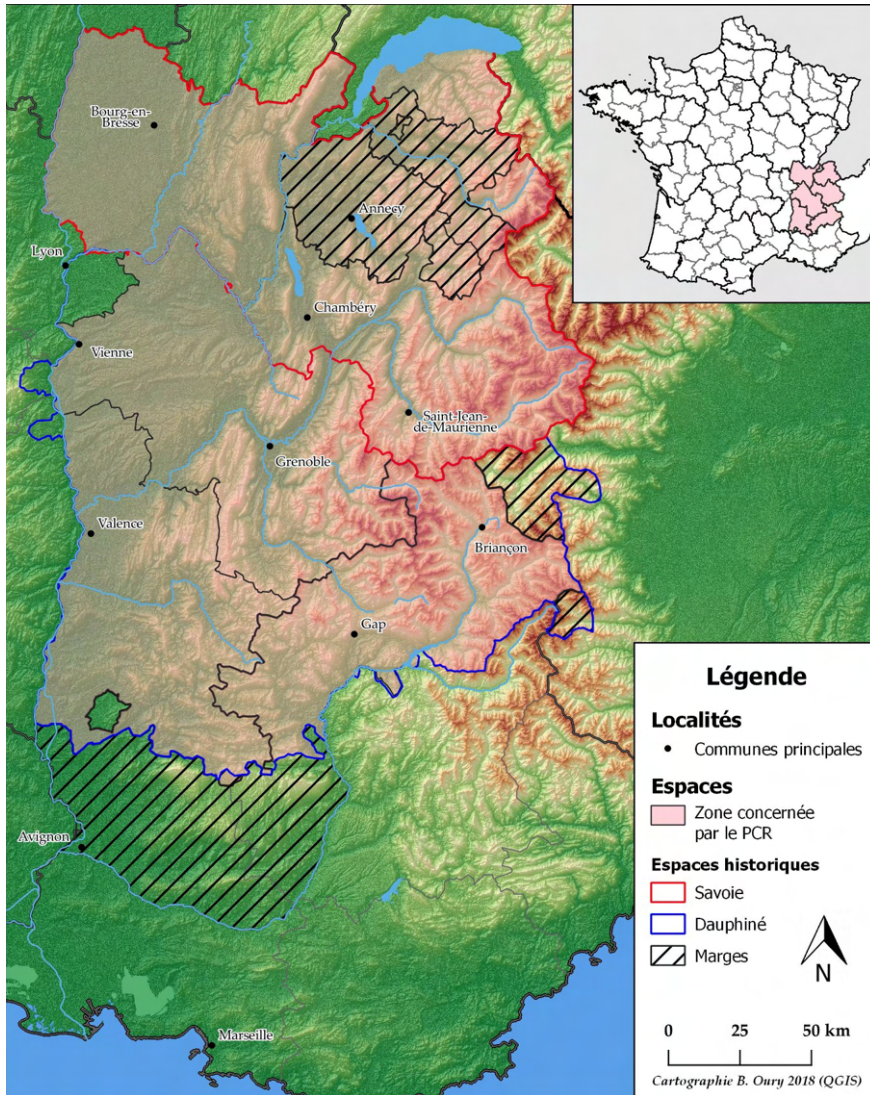 Bourg-en-
Bresse
Annecy
Lyon
Chambéry
Vienne
Saint-Jean-
de-Maurienne
Grenoble
Valence
Briançon
Gap
Avignon
Marseille
Légende
Localités
Communes principales
Espaces
Zone concernée
par le PCR
Espaces historiques
Savoie
Dauphiné
Marges
N
0 25 50 km
Cartographie B. Oury 2018 (QGIS)